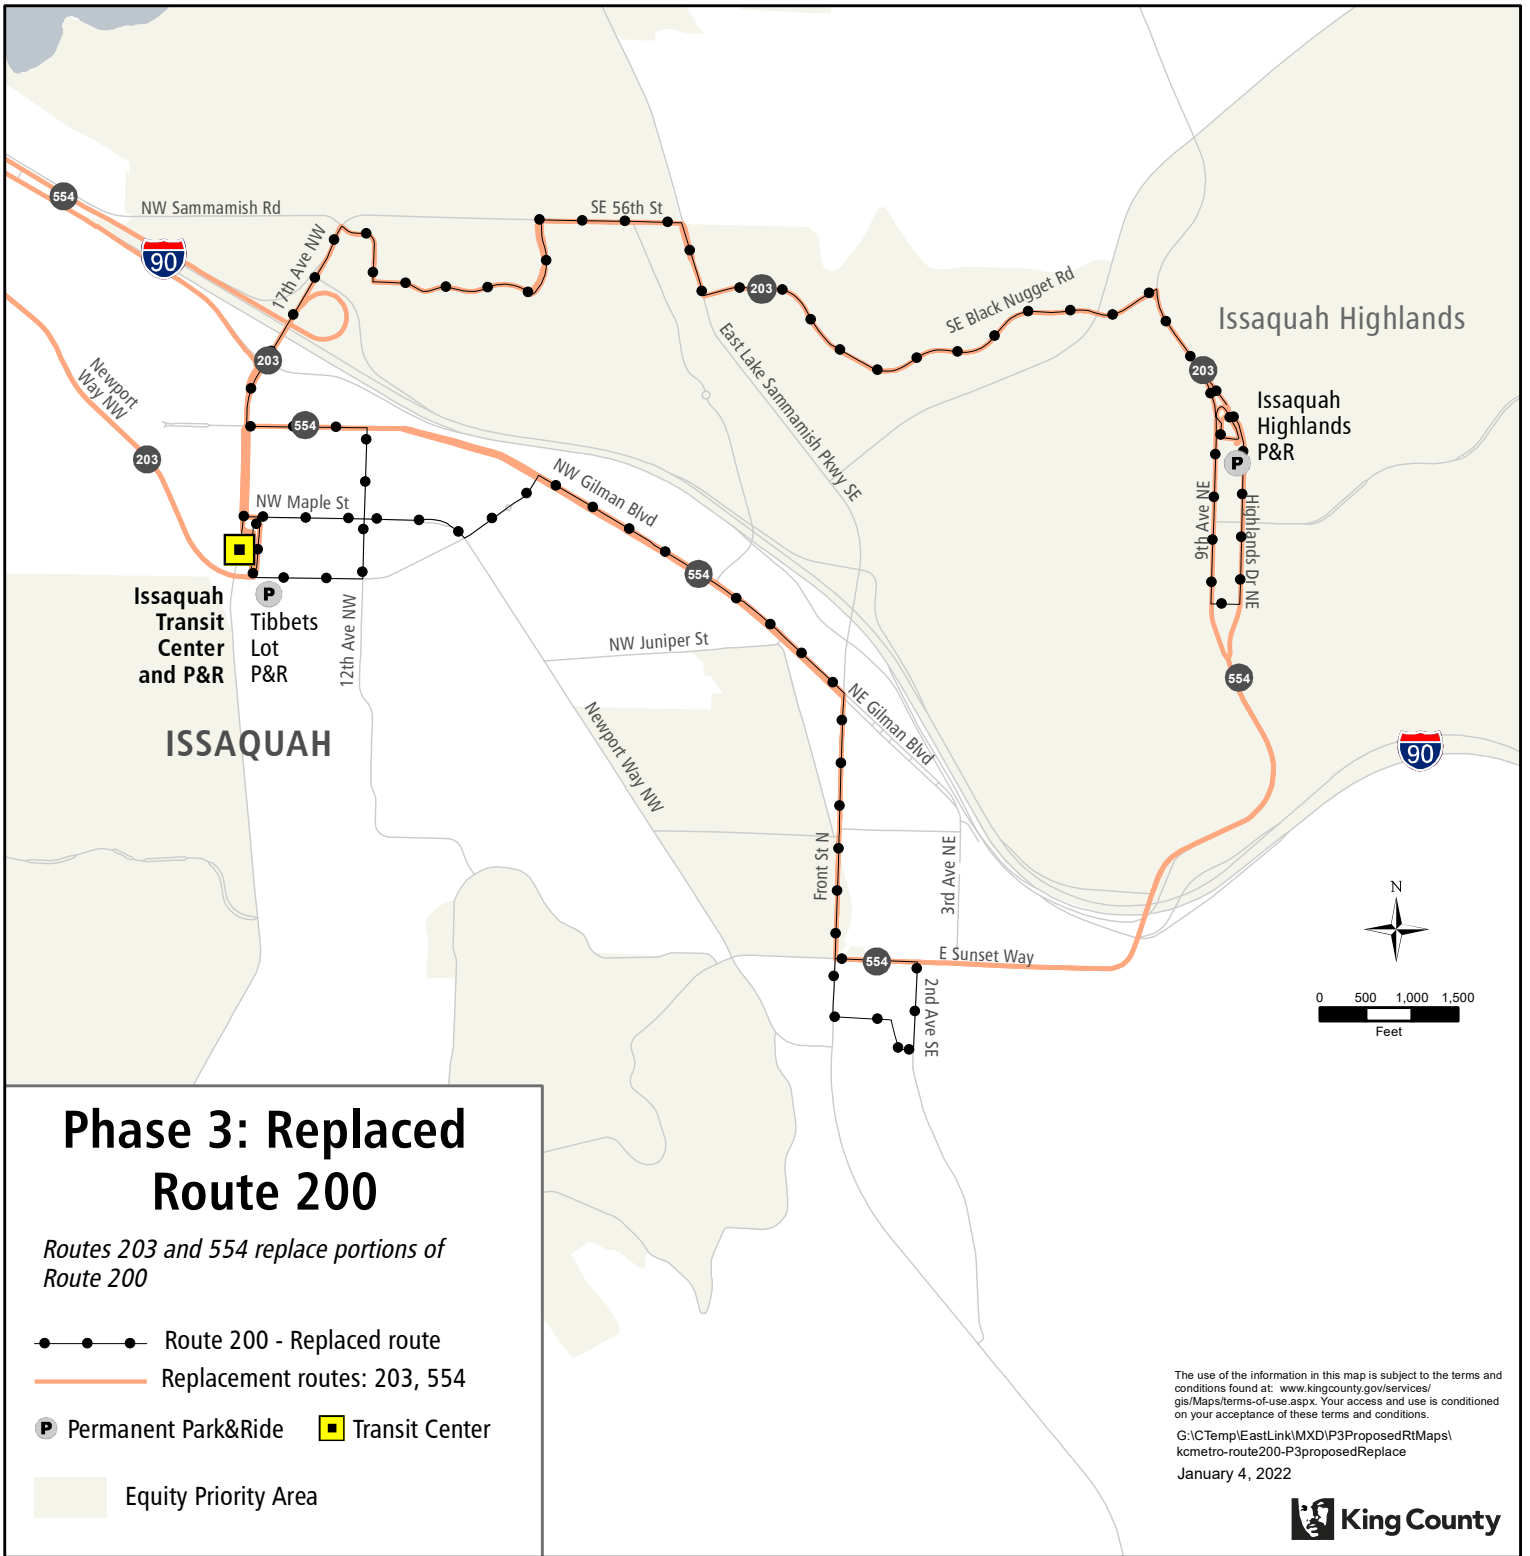 554
NW Sammamish Rd
90
17th Ave NW
SE 56th St
203
SE Black Nugget Rd
Issaquah Highlands
203
203
Issaquah
Highlands
P&R
P
East Lake Sammamish Pkwy SE
Newport
Way NW
203
554
NW Maple St
NW Gilman Blvd
554
9th Ave NE
Highlands Dr NE
Issaquah
Transit
Center
and P&R
P
Tibbets
Lot
P&R
12th Ave NW
NW Juniper St
554
ISSAQUAH
Newport Way NW
NE Gilman Blvd
90
Front St N
3rd Ave NE
554
E Sunset Way
2nd Ave SE
N
0 500 1,000 1,500
Feet
Phase 3: Replaced
Route 200
Routes 203 and 554 replace portions of
Route 200
Route 200 - Replaced route
Replacement routes: 203, 554
P Permanent Park&Ride Transit Center
Equity Priority Area
The use of the information in this map is subject to the terms and
conditions found at: www.kingcounty.gov/services/
gis/Maps/terms-of-use.aspx. Your access and use is conditioned
on your acceptance of these terms and conditions.
G:\CTemp\EastLink\MXD\P3ProposedRtMaps\
kcmetro-route200-P3proposedReplace
January 4, 2022
King County